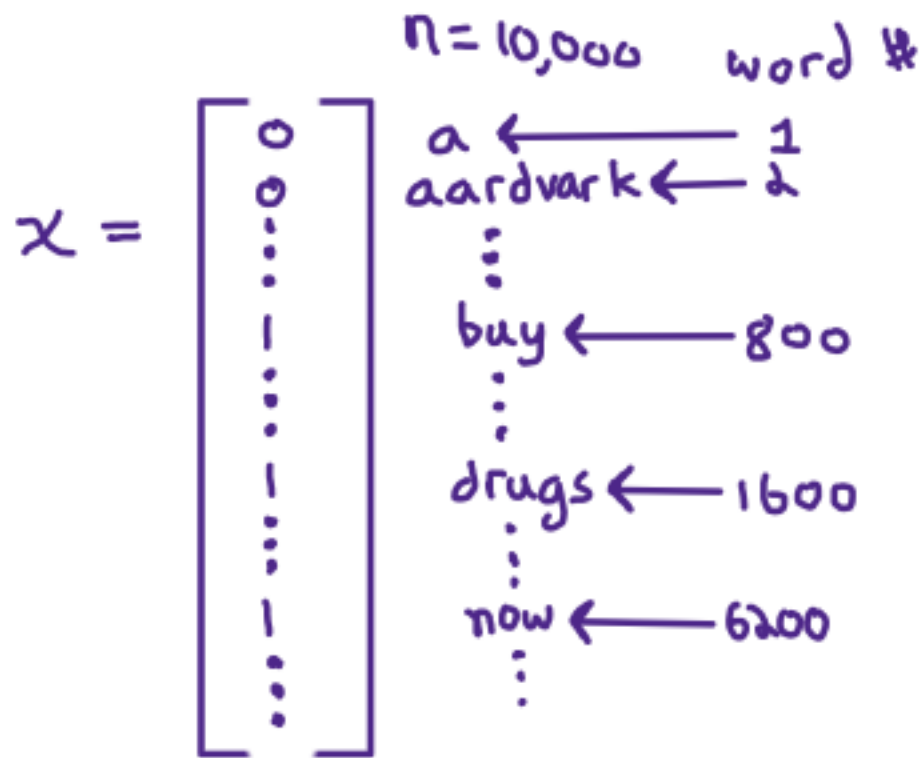 n = 10,000 word #
0 a ← 1
0 aardvark ← 2
x =
⋮ ⋮
1 buy ← 800
⋮ ⋮
1 drugs ← 1600
⋮ ⋮
1 now ← 6200
⋮ ⋮